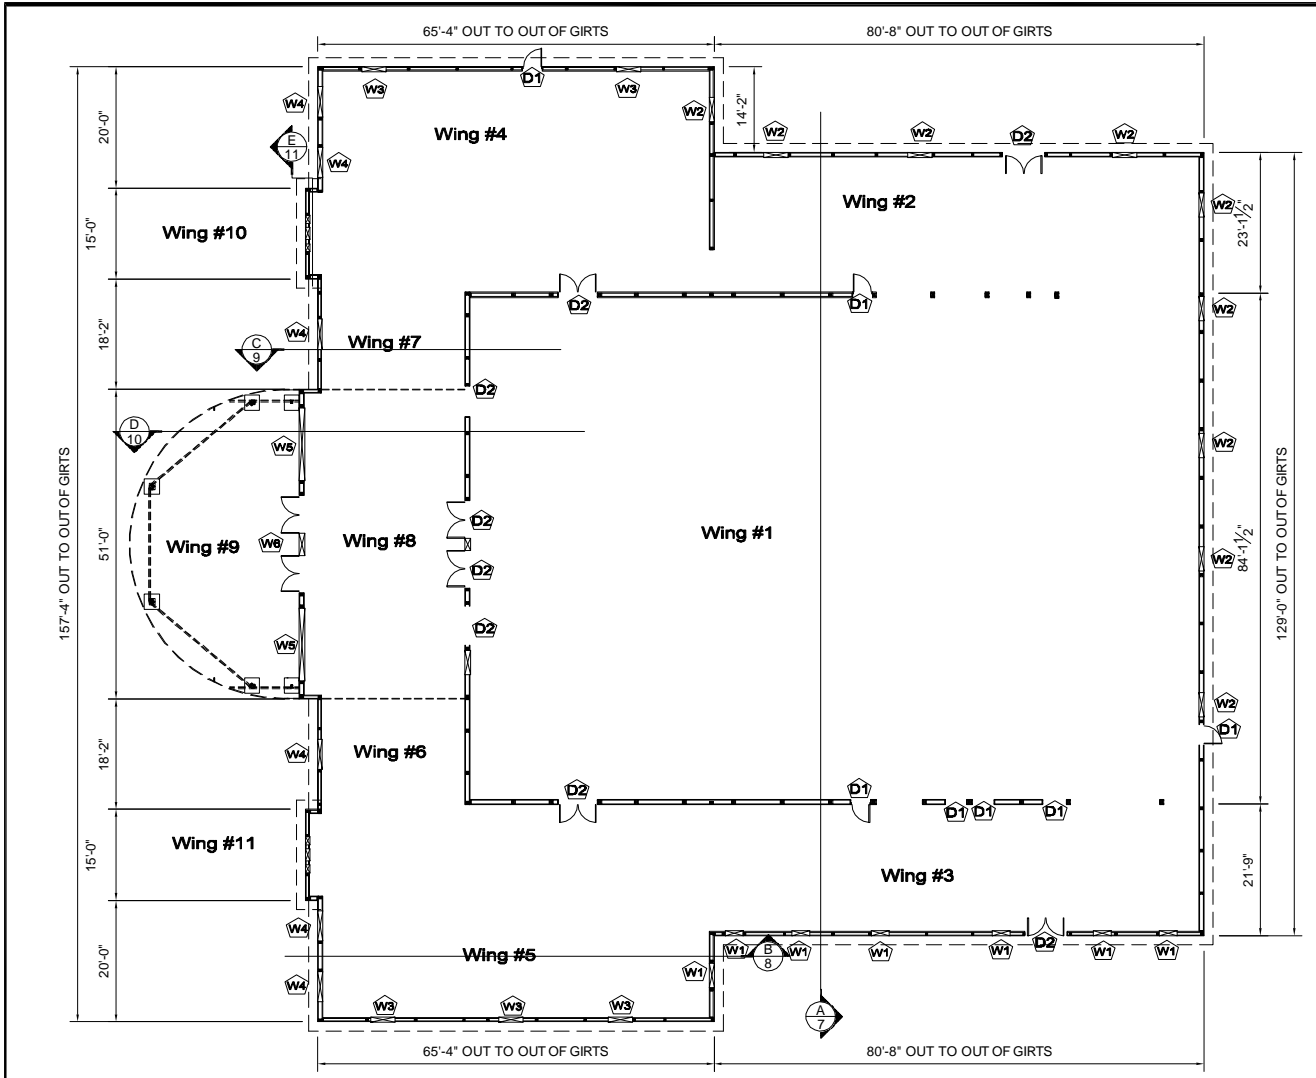 65'-4" OUT TO OUT OF GIRTS
80'-8" OUT TO OUT OF GIRTS
D1
W3
W3
W4
W2
20'-0"
14'-2"
W2
W2
D2
W2
Wing #4
E
11
W4
Wing #2
W2
23'-1½"
15'-0"
Wing #10
D2
D1
W2
18'-2"
W4
Wing #7
C
9
D2
D
10
W5
W2
157'-4" OUT TO OUT OF GIRTS
129'-0" OUT TO OUT OF GIRTS
51'-0"
Wing #9
W6
Wing #8
D2
D2
Wing #1
W2
84'-1½"
W5
D2
W2
D1
18'-2"
W4
Wing #6
D2
D1
D1
D1
D1
15'-0"
Wing #11
Wing #3
21'-9"
W4
20'-0"
Wing #5
W4
W1
W1
B
8
W1
W1
W1
D2
W1
W1
W3
W3
W3
A
7
65'-4" OUT TO OUT OF GIRTS
80'-8" OUT TO OUT OF GIRTS